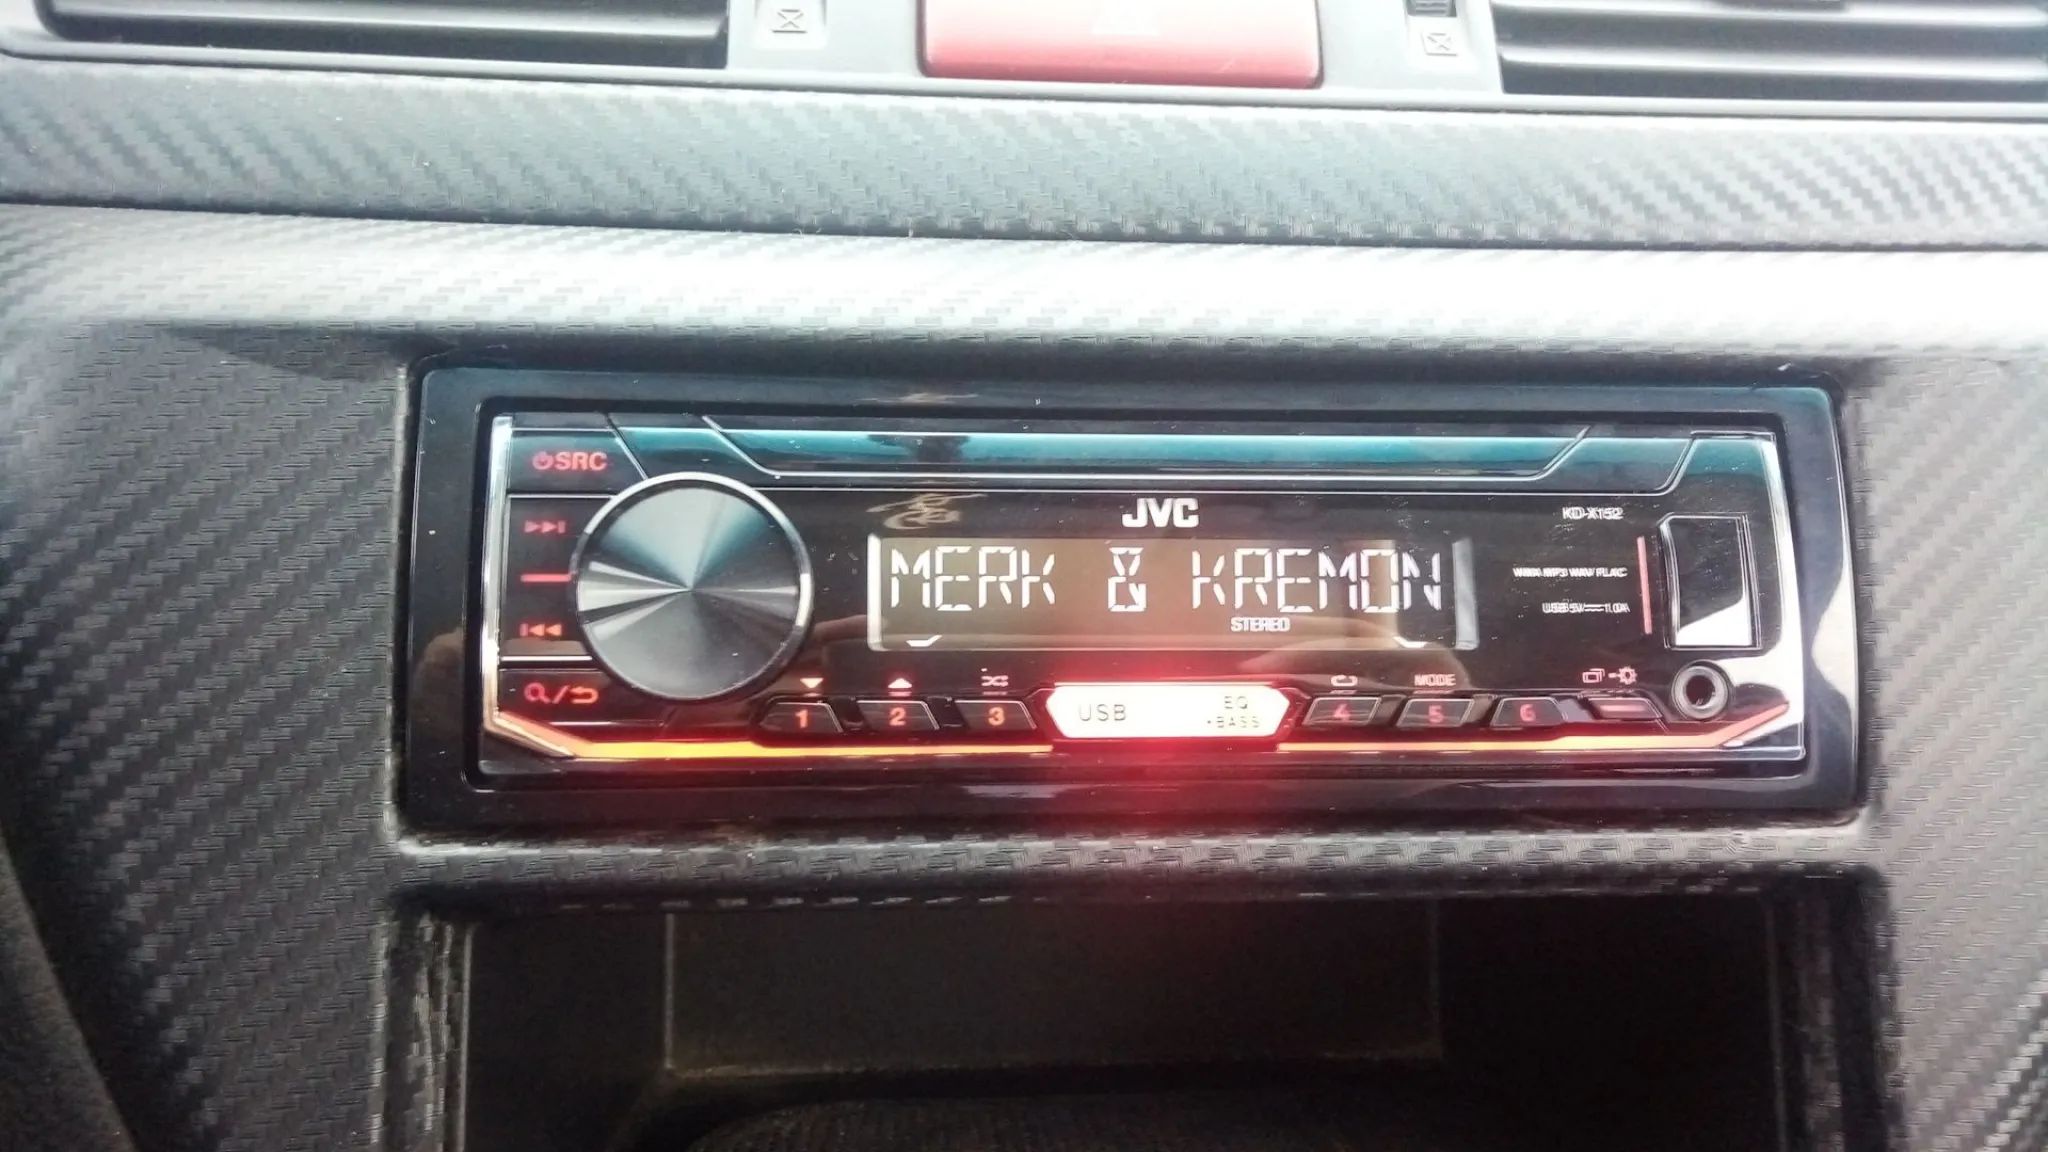 SRC
JVC
KD-X152
MERK & KREMON
WMA MP3 WAV FLAC
STEREO
USB 5V 1.0A
MODE
1 2 3
USB
EQ
+BASS
4 5 6